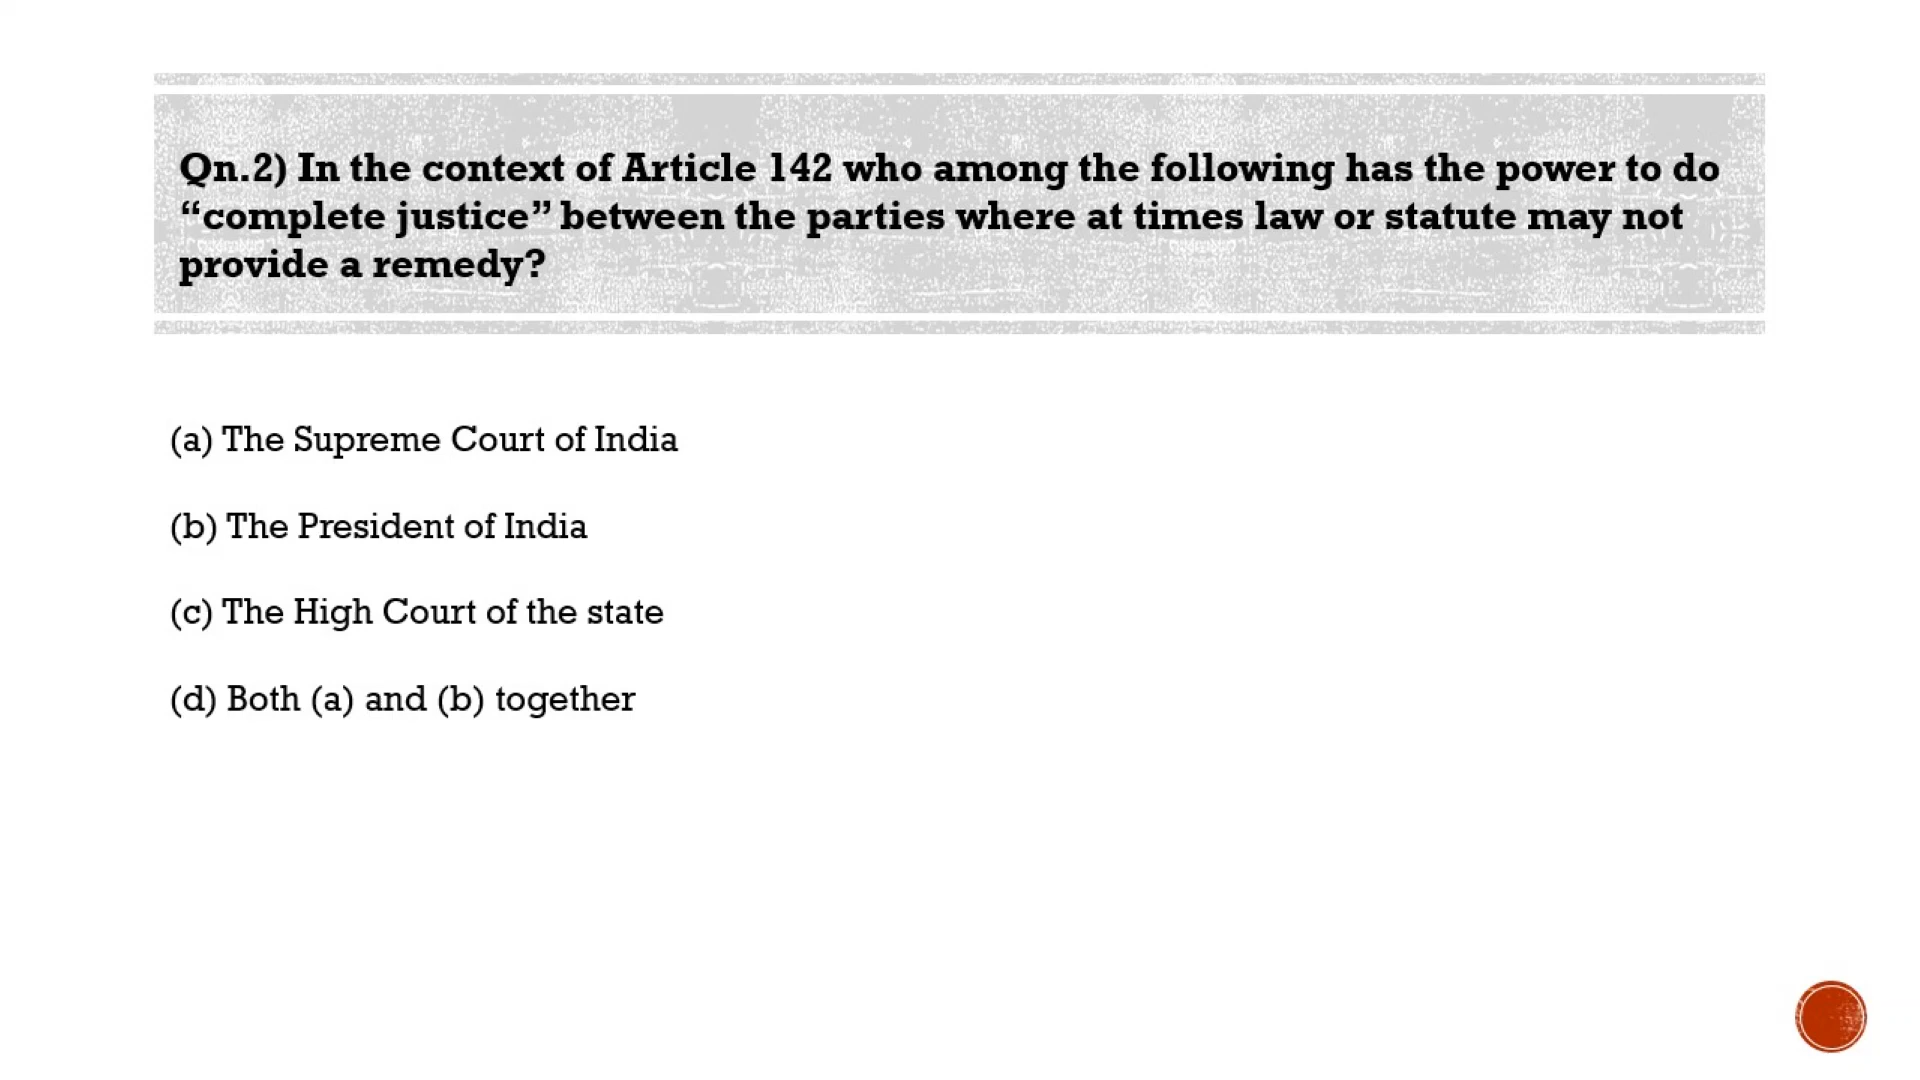 Qn.2) In the context of Article 142 who among the following has the power to do
“complete justice” between the parties where at times law or statute may not
provide a remedy?
(a) The Supreme Court of India
(b) The President of India
(c) The High Court of the state
(d) Both (a) and (b) together